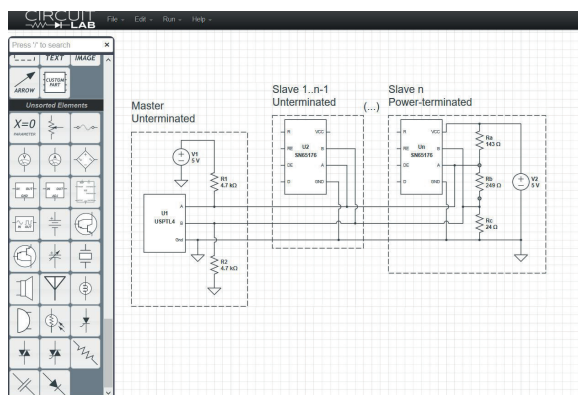 CIRCUIT
LAB
File
Edit
Run
Help
Press '/' to search
×
TEXT
IMAGE
ARROW
CUSTOM
PART
Unsorted Elements
X=0
PARAMETER
Master
Unterminated
Slave 1..n-1
Unterminated
(...)
Slave n
Power-terminated
V1
5 V
R1
4.7 kΩ
U1
USPTL4
A
B
Gnd
R2
4.7 kΩ
R
VCC
RE
B
DE
A
D
GND
U2
SN65176
R
VCC
RE
B
DE
A
D
GND
Un
SN65176
Ra
143 Ω
Rb
249 Ω
Rc
24 Ω
V2
5 V